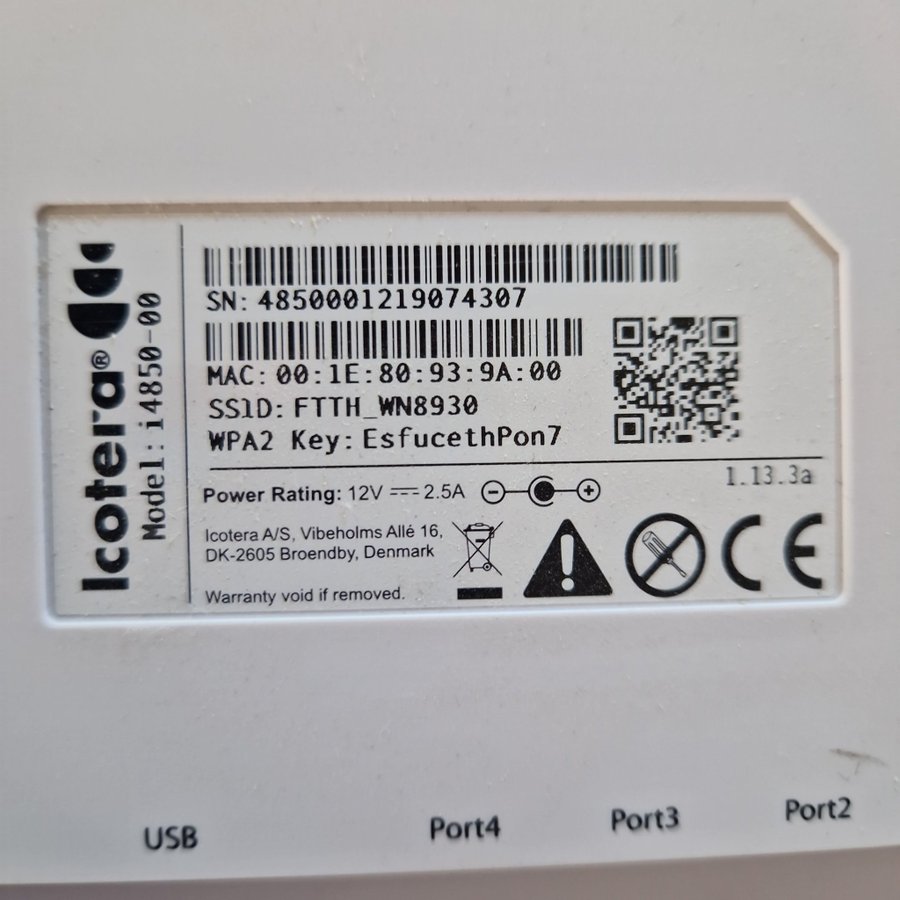 Icotera®
Model: i4850-00
SN: 4850001219074307
MAC: 00:1E:80:93:9A:00
SSID: FTTH_WN8930
WPA2 Key: EsfucethPon7
1.13.3a
Power Rating: 12V 2.5A
Icotera A/S, Vibeholms Allé 16,
DK-2605 Broendby, Denmark
Warranty void if removed.
CE
USB
Port4
Port3
Port2